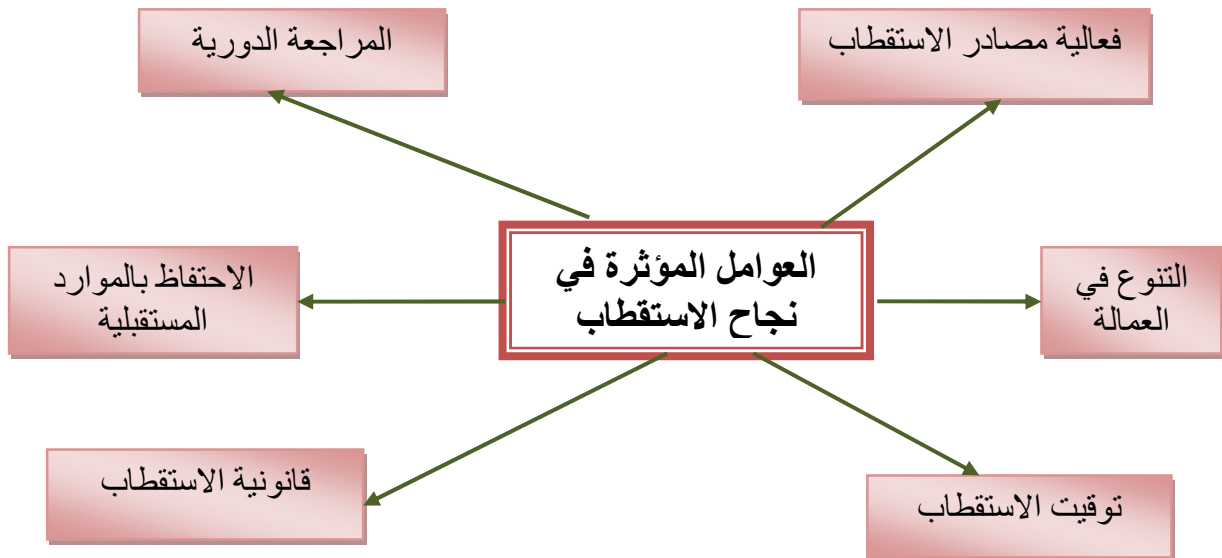 فعالية مصادر الاستقطاب
المراجعة الدورية
العوامل المؤثرة في
نجاح الاستقطاب
التنوع في
العمالة
الاحتفاظ بالموارد
المستقبلية
توقيت الاستقطاب
قانونية الاستقطاب